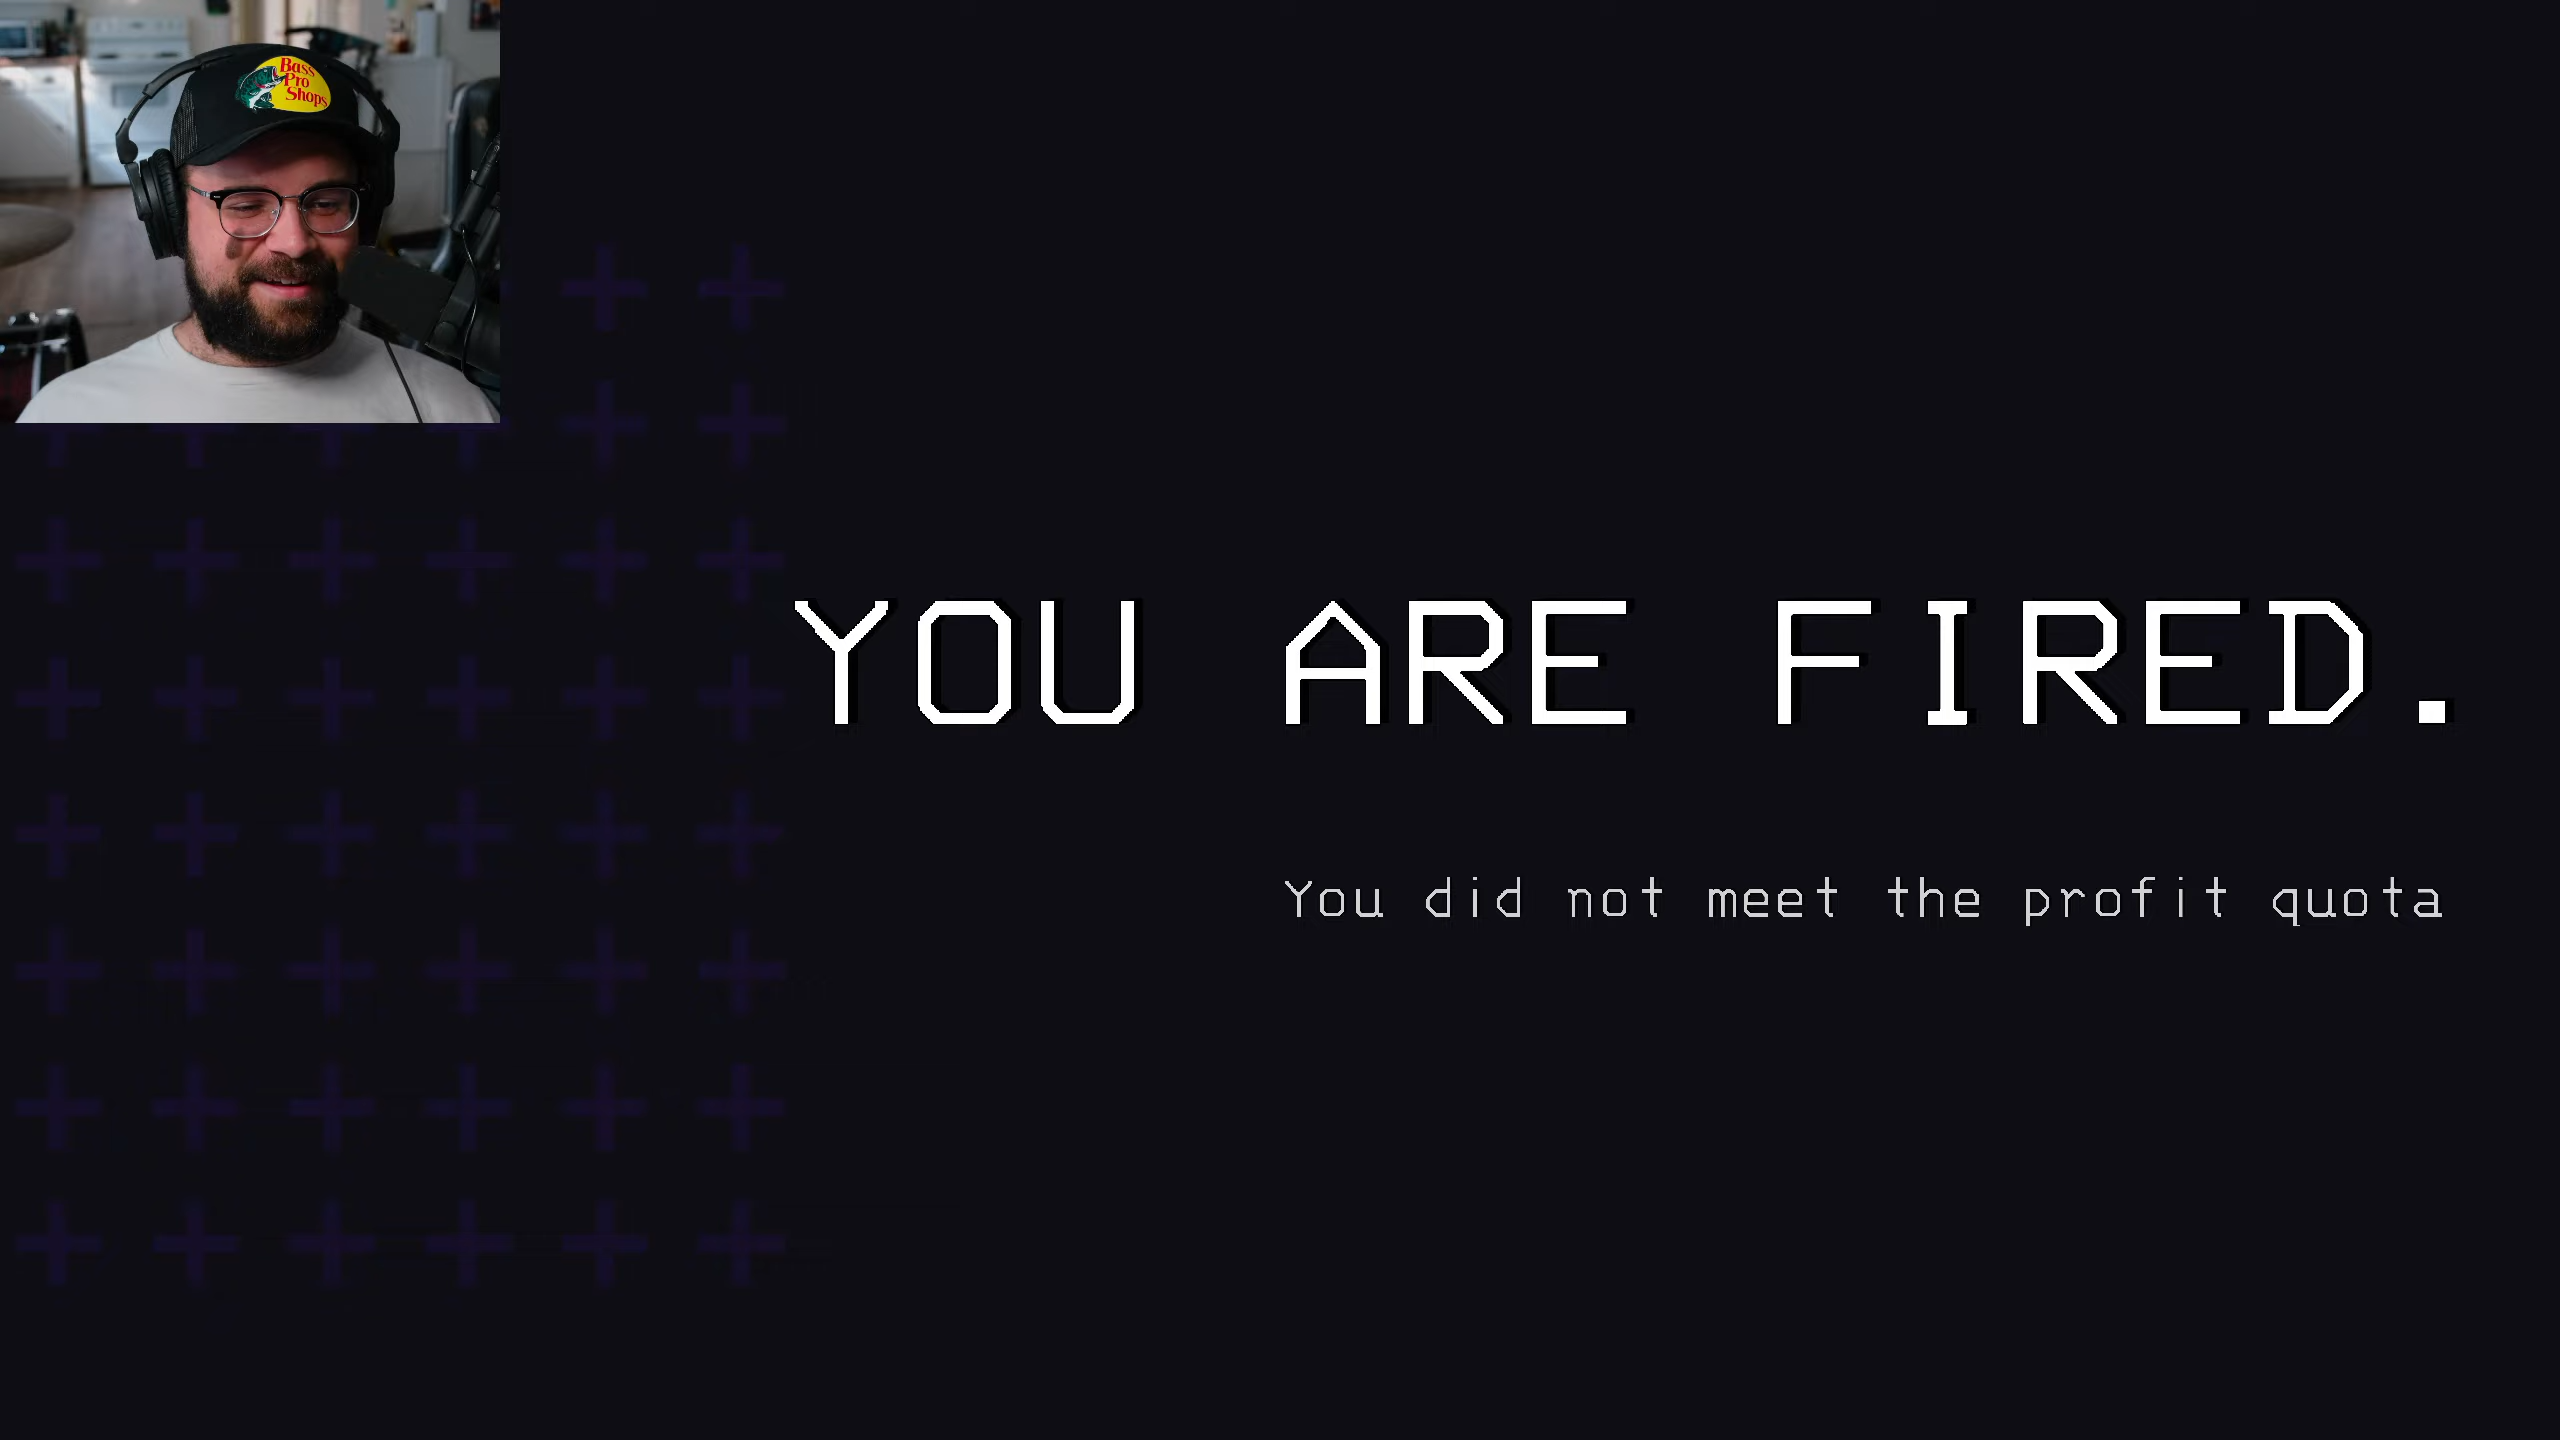 Bass
Pro
Shops
YOU ARE FIRED.
You did not meet the profit quota